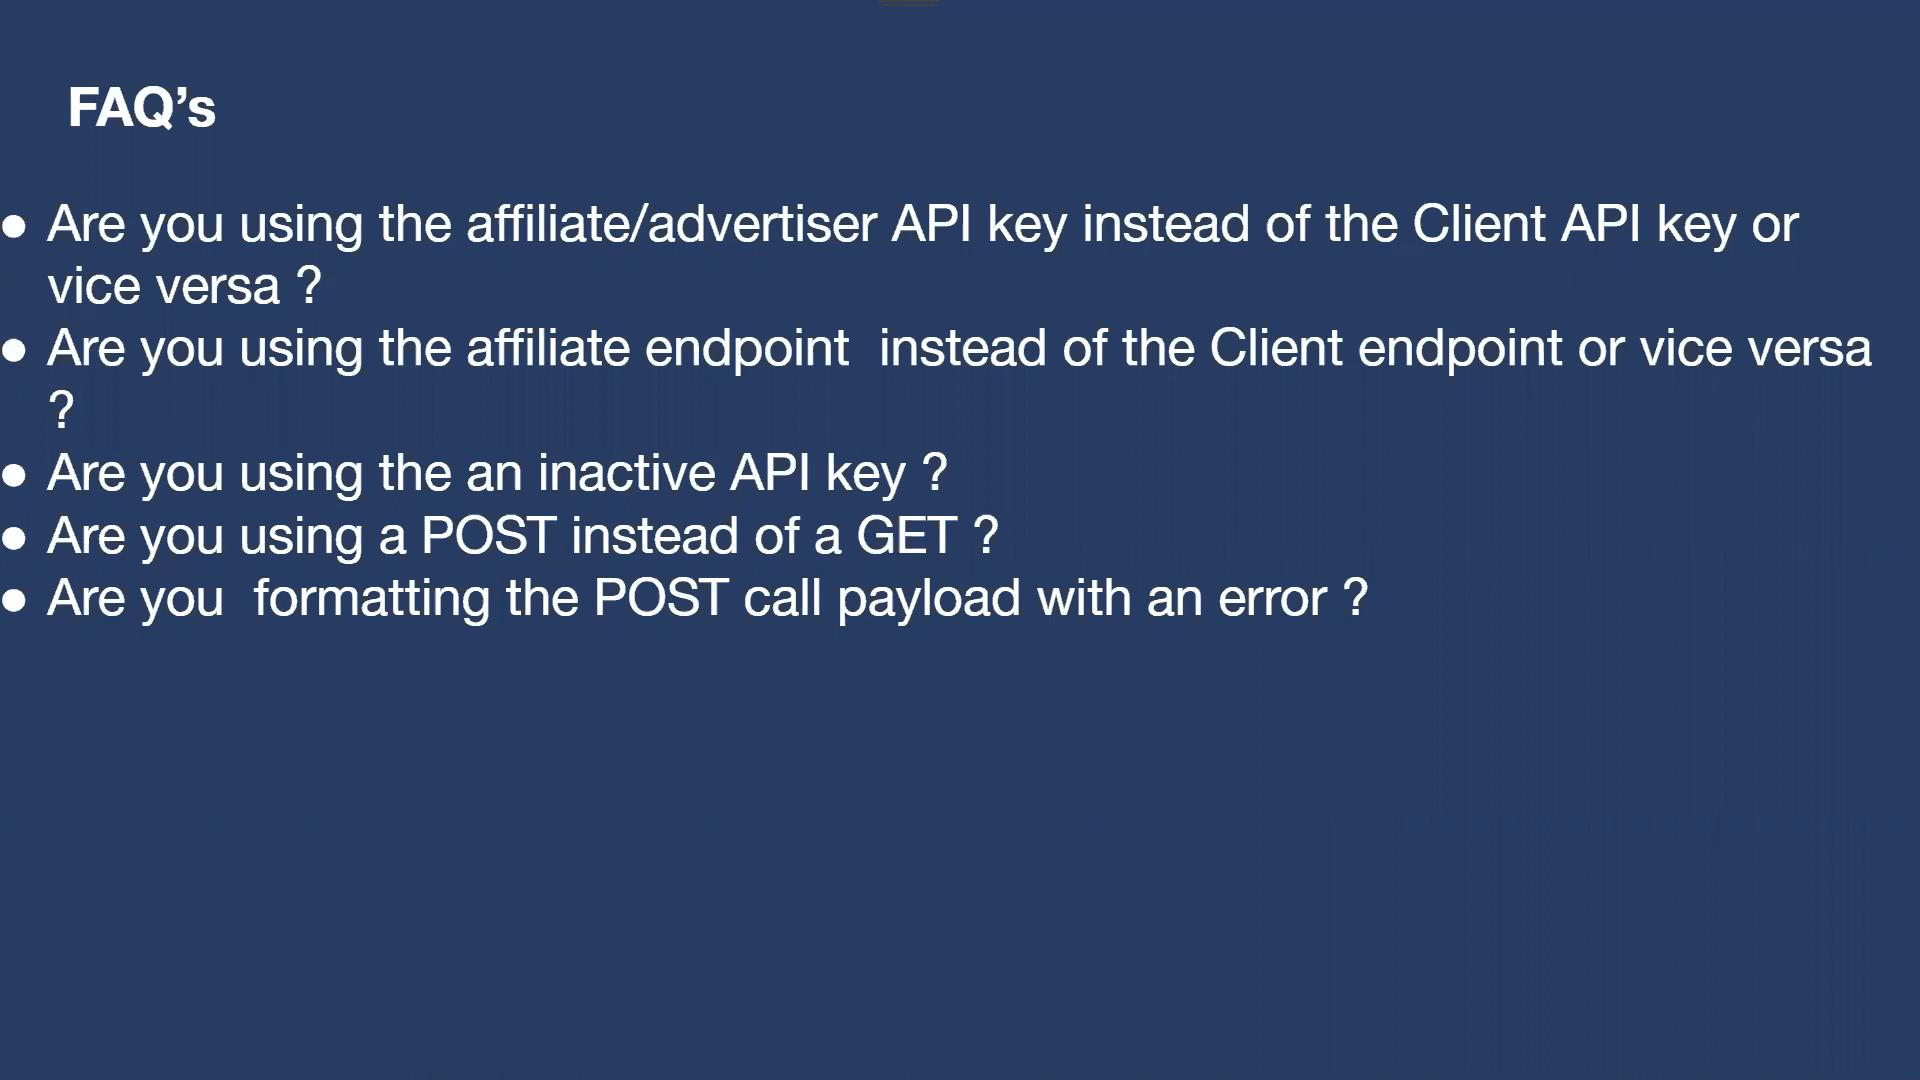 FAQ’s
● Are you using the affiliate/advertiser API key instead of the Client API key or
vice versa ?
● Are you using the affiliate endpoint  instead of the Client endpoint or vice versa
?
● Are you using the an inactive API key ?
● Are you using a POST instead of a GET ?
● Are you  formatting the POST call payload with an error ?